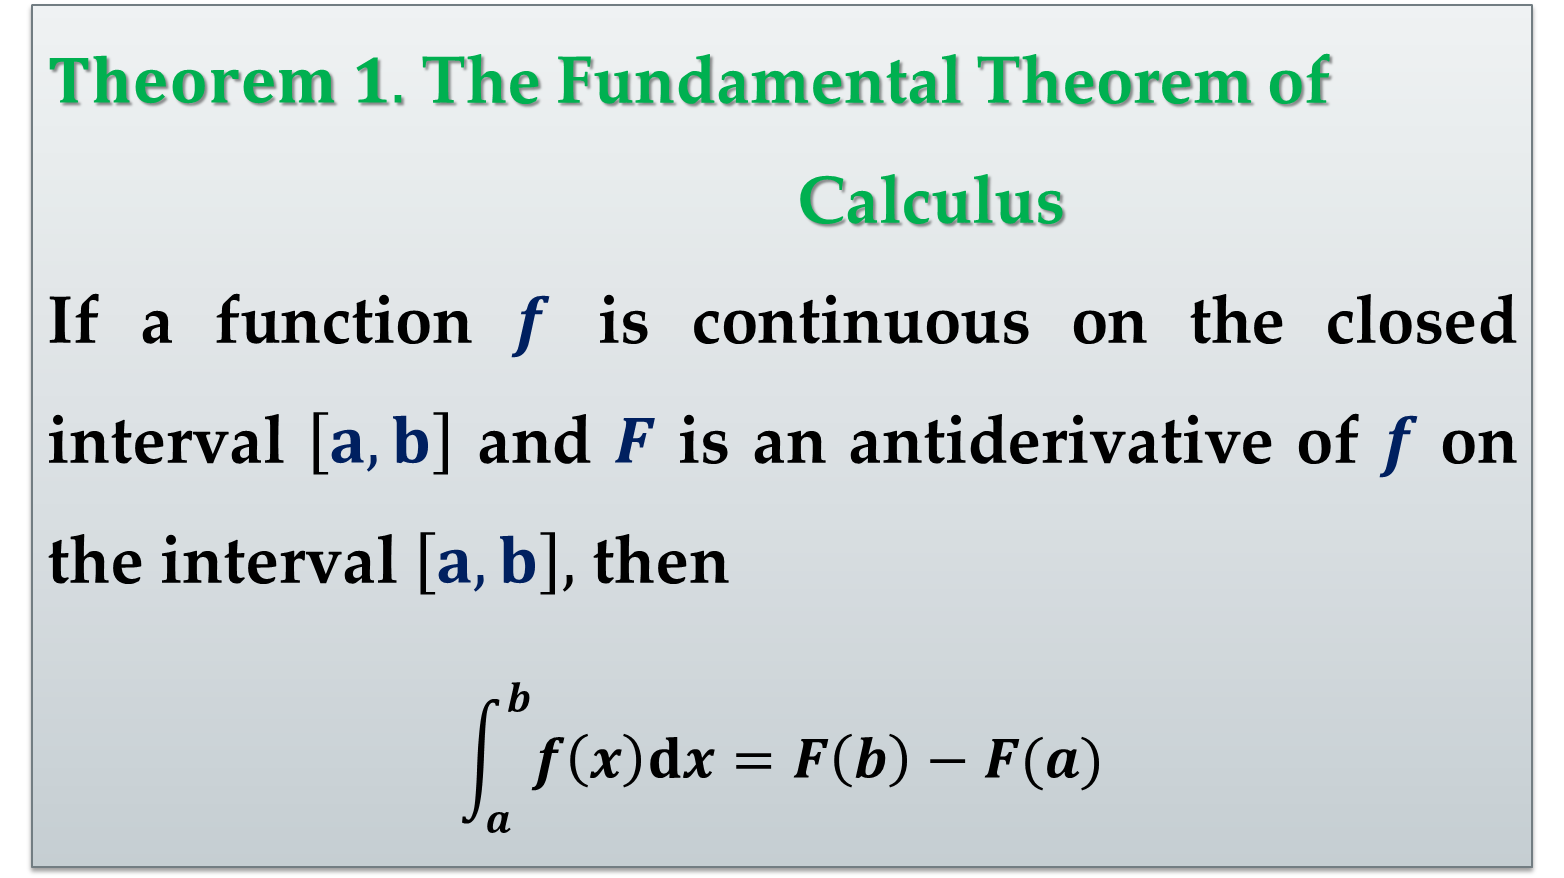 Theorem 1. The Fundamental Theorem of
Calculus
If a function f is continuous on the closed
interval [a, b] and F is an antiderivative of f on
the interval [a, b], then
∫_a^b f(x)dx = F(b) − F(a)